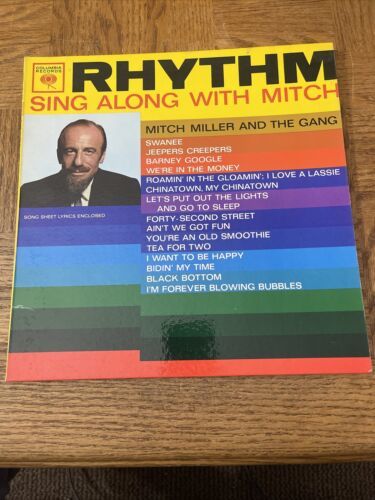 COLUMBIA
RECORDS
RHYTHM
SING ALONG WITH MITCH
MITCH MILLER AND THE GANG
SWANEE
JEEPERS CREEPERS
BARNEY GOOGLE
WE'RE IN THE MONEY
ROAMIN' IN THE GLOAMIN'; I LOVE A LASSIE
CHINATOWN, MY CHINATOWN
LET'S PUT OUT THE LIGHTS
AND GO TO SLEEP
FORTY-SECOND STREET
AIN'T WE GOT FUN
YOU'RE AN OLD SMOOTHIE
TEA FOR TWO
I WANT TO BE HAPPY
BIDIN' MY TIME
BLACK BOTTOM
I'M FOREVER BLOWING BUBBLES
SONG SHEET LYRICS ENCLOSED